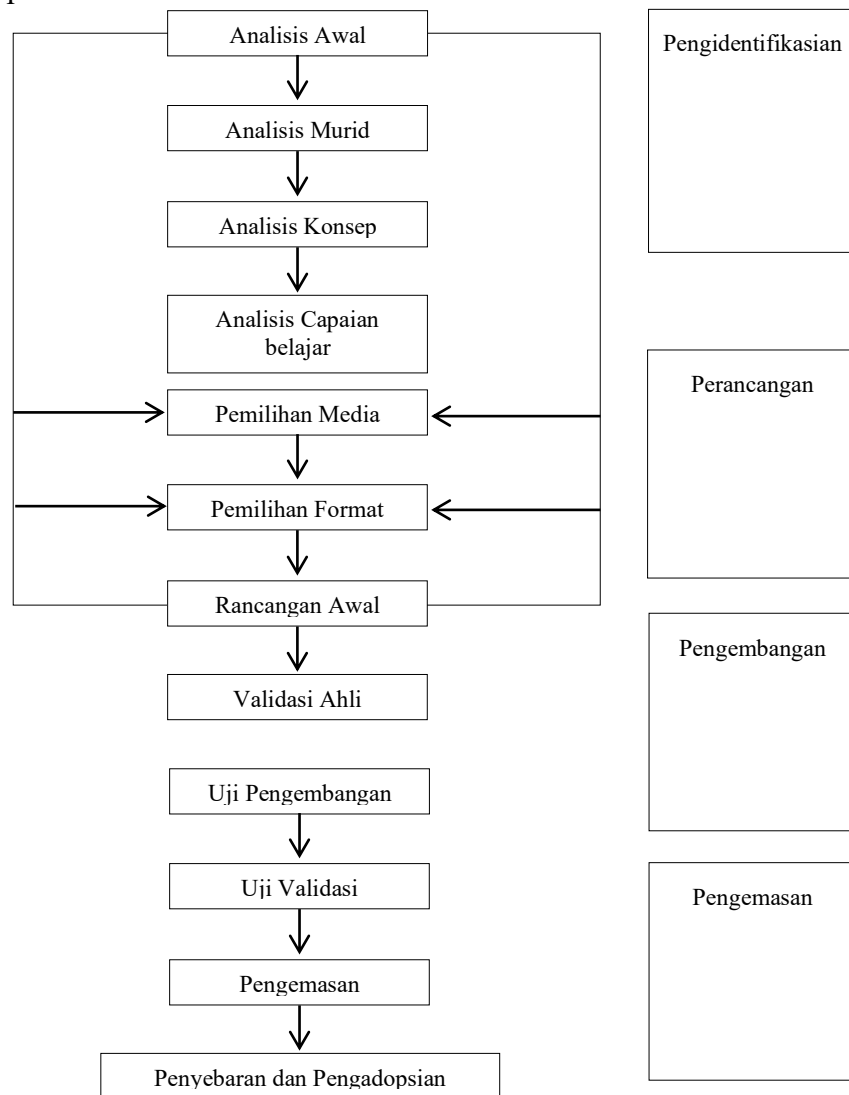 Analisis Awal
Analisis Murid
Analisis Konsep
Analisis Capaian
belajar
Pemilihan Media
Pemilihan Format
Rancangan Awal
Validasi Ahli
Uji Pengembangan
Uji Validasi
Pengemasan
Penyebaran dan Pengadopsian
Pengidentifikasian
Perancangan
Pengembangan
Pengemasan